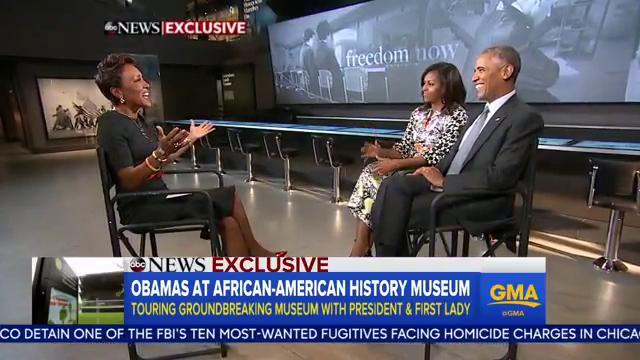 abc NEWS EXCLUSIVE
freedom now
abc NEWS EXCLUSIVE
OBAMAS AT AFRICAN-AMERICAN HISTORY MUSEUM
TOURING GROUNDBREAKING MUSEUM WITH PRESIDENT & FIRST LADY
GMA
@GMA
CO DETAIN ONE OF THE FBI'S TEN MOST-WANTED FUGITIVES FACING HOMICIDE CHARGES IN CHICAG